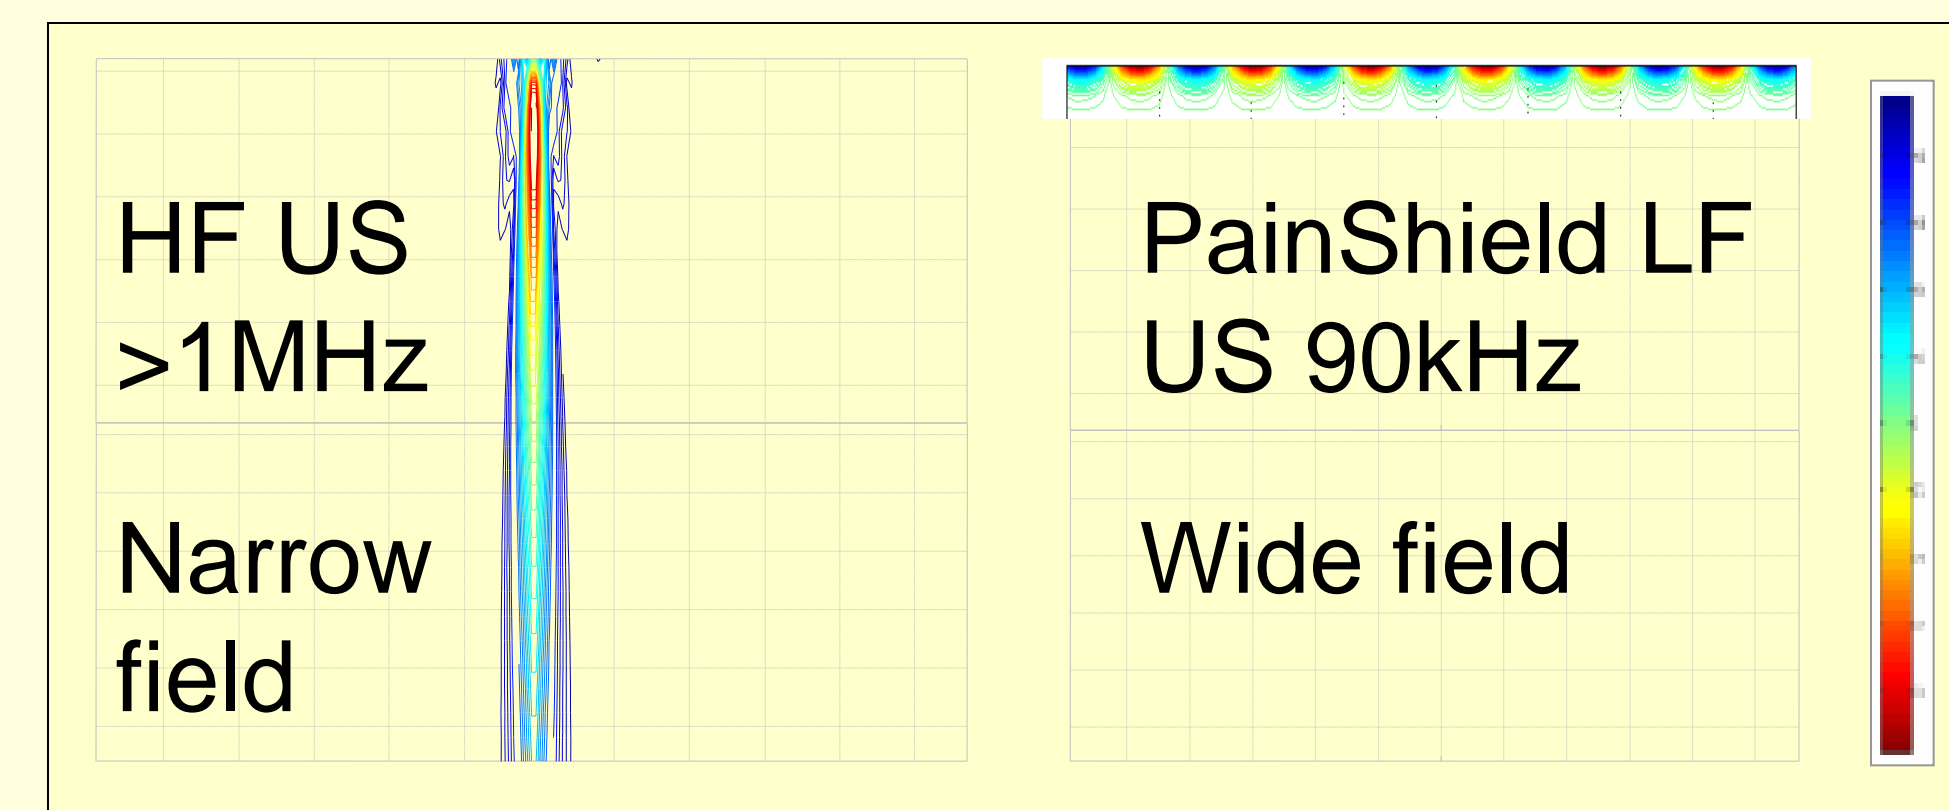 HF US
>1MHz
Narrow
field
PainShield LF
US 90kHz
Wide field